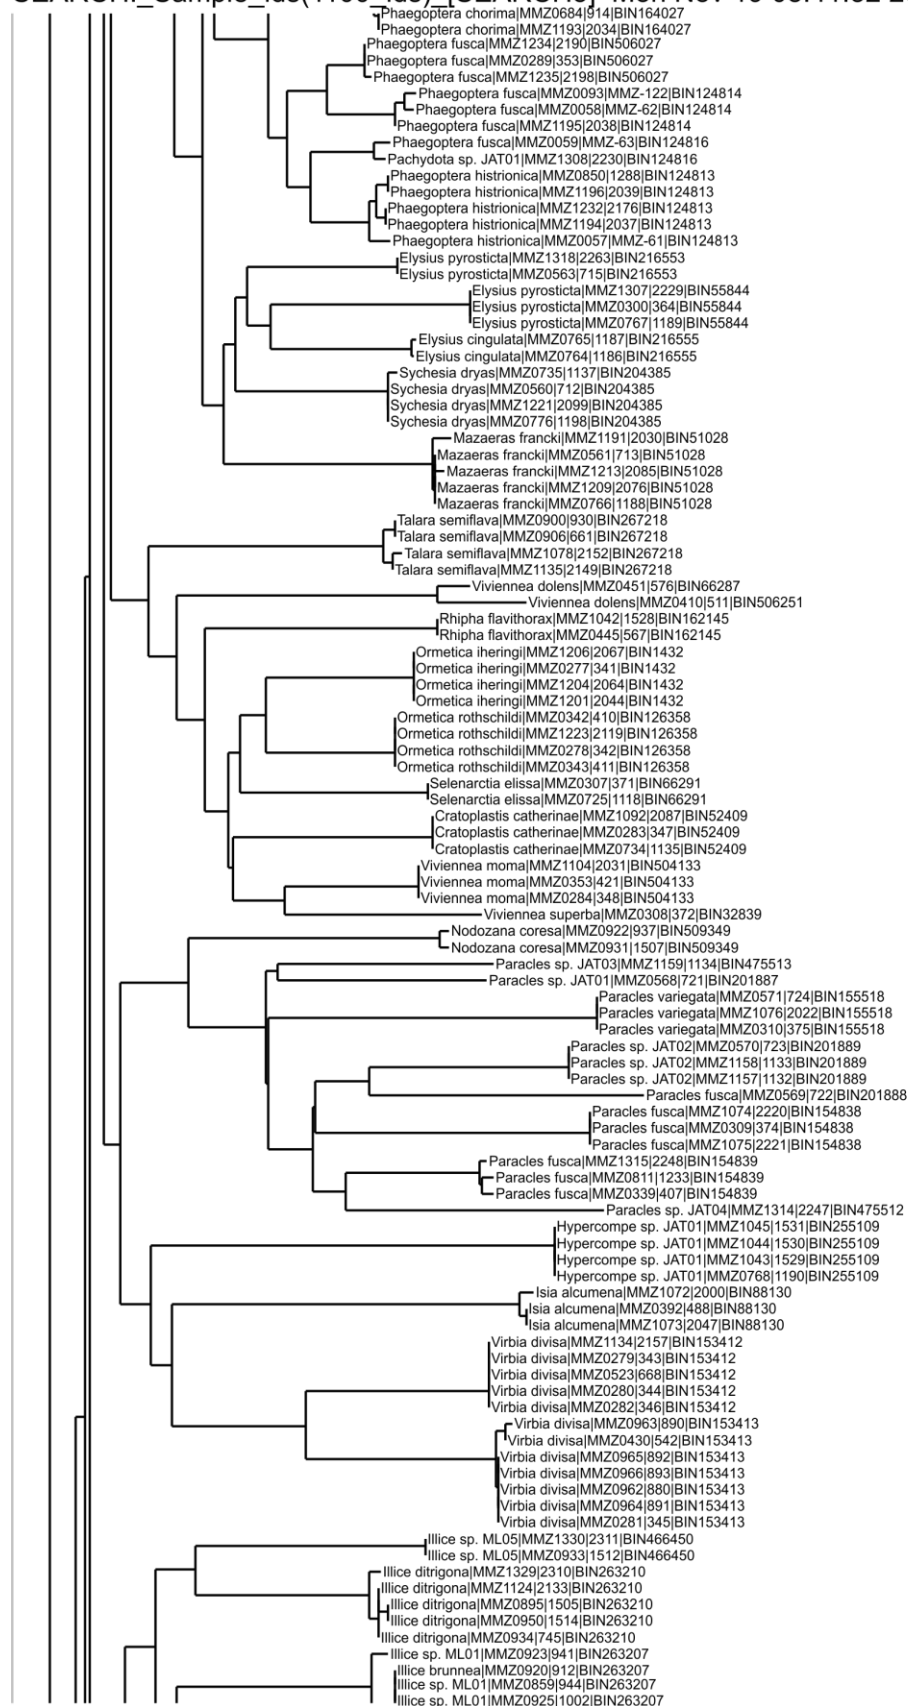 Phaegoptera chorima|MMZ0684|914|BIN164027
Phaegoptera chorima|MMZ1193|2034|BIN164027
Phaegoptera fusca|MMZ1234|2190|BIN506027
Phaegoptera fusca|MMZ0289|353|BIN506027
Phaegoptera fusca|MMZ1235|2198|BIN506027
Phaegoptera fusca|MMZ0093|MMZ-122|BIN124814
Phaegoptera fusca|MMZ0058|MMZ-62|BIN124814
Phaegoptera fusca|MMZ1195|2038|BIN124814
Phaegoptera fusca|MMZ0059|MMZ-63|BIN124816
Pachydota sp. JAT01|MMZ1308|2230|BIN124816
Phaegoptera histrionica|MMZ0850|1288|BIN124813
Phaegoptera histrionica|MMZ1196|2039|BIN124813
Phaegoptera histrionica|MMZ1232|2176|BIN124813
Phaegoptera histrionica|MMZ1194|2037|BIN124813
Phaegoptera histrionica|MMZ0057|MMZ-61|BIN124813
Elysius pyrosticta|MMZ1318|2263|BIN216553
Elysius pyrosticta|MMZ0563|715|BIN216553
Elysius pyrosticta|MMZ1307|2229|BIN55844
Elysius pyrosticta|MMZ0300|364|BIN55844
Elysius pyrosticta|MMZ0767|1189|BIN55844
Elysius cingulata|MMZ0765|1187|BIN216555
Elysius cingulata|MMZ0764|1186|BIN216555
Sychesia dryas|MMZ0735|1137|BIN204385
Sychesia dryas|MMZ0560|712|BIN204385
Sychesia dryas|MMZ1221|2099|BIN204385
Sychesia dryas|MMZ0776|1198|BIN204385
Mazaeras francki|MMZ1191|2030|BIN51028
Mazaeras francki|MMZ0561|713|BIN51028
Mazaeras francki|MMZ1213|2085|BIN51028
Mazaeras francki|MMZ1209|2076|BIN51028
Mazaeras francki|MMZ0766|1188|BIN51028
Talara semiflava|MMZ0900|930|BIN267218
Talara semiflava|MMZ0906|661|BIN267218
Talara semiflava|MMZ1078|2152|BIN267218
Talara semiflava|MMZ1135|2149|BIN267218
Viviennea dolens|MMZ0451|576|BIN66287
Viviennea dolens|MMZ0410|511|BIN506251
Rhipha flavithorax|MMZ1042|1528|BIN162145
Rhipha flavithorax|MMZ0445|567|BIN162145
Ormetica iheringi|MMZ1206|2067|BIN1432
Ormetica iheringi|MMZ0277|341|BIN1432
Ormetica iheringi|MMZ1204|2064|BIN1432
Ormetica iheringi|MMZ1201|2044|BIN1432
Ormetica rothschildi|MMZ0342|410|BIN126358
Ormetica rothschildi|MMZ1223|2119|BIN126358
Ormetica rothschildi|MMZ0278|342|BIN126358
Ormetica rothschildi|MMZ0343|411|BIN126358
Selenarctia elissa|MMZ0307|371|BIN66291
Selenarctia elissa|MMZ0725|1118|BIN66291
Cratoplastis catherinae|MMZ1092|2087|BIN52409
Cratoplastis catherinae|MMZ0283|347|BIN52409
Cratoplastis catherinae|MMZ0734|1135|BIN52409
Viviennea moma|MMZ1104|2031|BIN504133
Viviennea moma|MMZ0353|421|BIN504133
Viviennea moma|MMZ0284|348|BIN504133
Viviennea superba|MMZ0308|372|BIN32839
Nodozana coresa|MMZ0922|937|BIN509349
Nodozana coresa|MMZ0931|1507|BIN509349
Paracles sp. JAT03|MMZ1159|1134|BIN475513
Paracles sp. JAT01|MMZ0568|721|BIN201887
Paracles variegata|MMZ0571|724|BIN155518
Paracles variegata|MMZ1076|2022|BIN155518
Paracles variegata|MMZ0310|375|BIN155518
Paracles sp. JAT02|MMZ0570|723|BIN201889
Paracles sp. JAT02|MMZ1158|1133|BIN201889
Paracles sp. JAT02|MMZ1157|1132|BIN201889
Paracles fusca|MMZ0569|722|BIN201888
Paracles fusca|MMZ1074|2220|BIN154838
Paracles fusca|MMZ0309|374|BIN154838
Paracles fusca|MMZ1075|2221|BIN154838
Paracles fusca|MMZ1315|2248|BIN154839
Paracles fusca|MMZ0811|1233|BIN154839
Paracles fusca|MMZ0339|407|BIN154839
Paracles sp. JAT04|MMZ1314|2247|BIN475512
Hypercompe sp. JAT01|MMZ1045|1531|BIN255109
Hypercompe sp. JAT01|MMZ1044|1530|BIN255109
Hypercompe sp. JAT01|MMZ1043|1529|BIN255109
Hypercompe sp. JAT01|MMZ0768|1190|BIN255109
Isia alcumena|MMZ1072|2000|BIN88130
Isia alcumena|MMZ0392|488|BIN88130
Isia alcumena|MMZ1073|2047|BIN88130
Virbia divisa|MMZ1134|2157|BIN153412
Virbia divisa|MMZ0279|343|BIN153412
Virbia divisa|MMZ0523|668|BIN153412
Virbia divisa|MMZ0280|344|BIN153412
Virbia divisa|MMZ0282|346|BIN153412
Virbia divisa|MMZ0963|890|BIN153413
Virbia divisa|MMZ0430|542|BIN153413
Virbia divisa|MMZ0965|892|BIN153413
Virbia divisa|MMZ0966|893|BIN153413
Virbia divisa|MMZ0962|880|BIN153413
Virbia divisa|MMZ0964|891|BIN153413
Virbia divisa|MMZ0281|345|BIN153413
Illice sp. ML05|MMZ1330|2311|BIN466450
Illice sp. ML05|MMZ0933|1512|BIN466450
Illice ditrigona|MMZ1329|2310|BIN263210
Illice ditrigona|MMZ1124|2133|BIN263210
Illice ditrigona|MMZ0895|1505|BIN263210
Illice ditrigona|MMZ0950|1514|BIN263210
Illice ditrigona|MMZ0934|745|BIN263210
Illice sp. ML01|MMZ0923|941|BIN263207
Illice brunnea|MMZ0920|912|BIN263207
Illice sp. ML01|MMZ0859|944|BIN263207
Illice sp. ML01|MMZ0925|1002|BIN263207